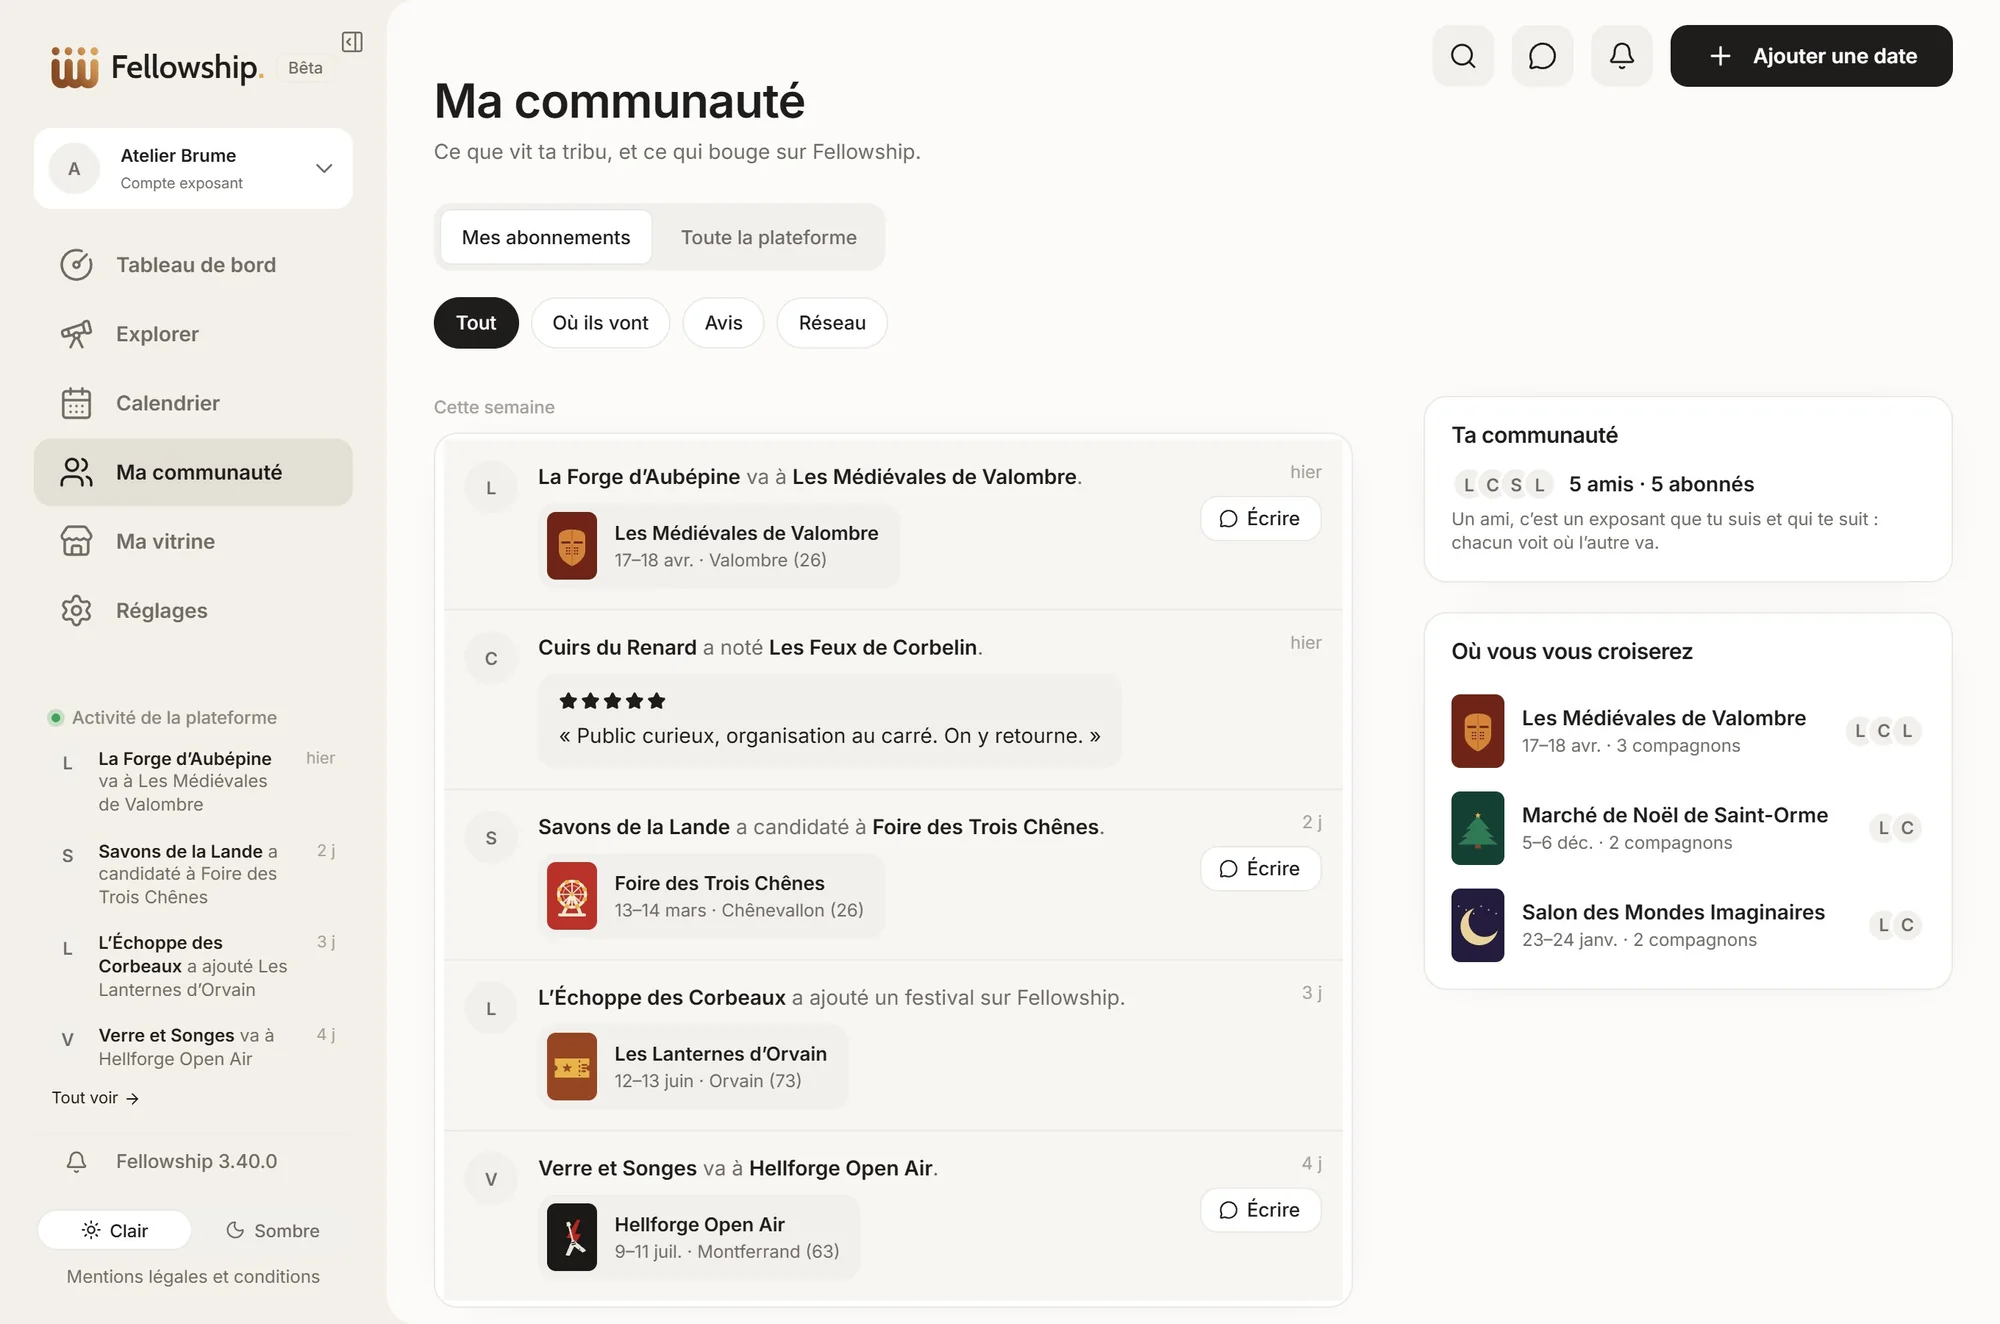 Fellowship.
Bêta
A
Atelier Brume
Compte exposant
Tableau de bord
Explorer
Calendrier
Ma communauté
Ma vitrine
Réglages
Activité de la plateforme
L
La Forge d’Aubépine
hier
va à Les Médiévales
de Valombre
S
Savons de la Lande a
2 j
candidaté à Foire des
Trois Chênes
L
L’Échoppe des
3 j
Corbeaux a ajouté Les
Lanternes d’Orvain
V
Verre et Songes va à
4 j
Hellforge Open Air
Tout voir →
Fellowship 3.40.0
Clair
Sombre
Mentions légales et conditions
Ajouter une date
Ma communauté
Ce que vit ta tribu, et ce qui bouge sur Fellowship.
Mes abonnements
Toute la plateforme
Tout
Où ils vont
Avis
Réseau
Cette semaine
L
La Forge d’Aubépine va à Les Médiévales de Valombre.
hier
Les Médiévales de Valombre
17–18 avr. · Valombre (26)
Écrire
C
Cuirs du Renard a noté Les Feux de Corbelin.
hier
★★★★★
« Public curieux, organisation au carré. On y retourne. »
S
Savons de la Lande a candidaté à Foire des Trois Chênes.
2 j
Foire des Trois Chênes
13–14 mars · Chênevallon (26)
Écrire
L
L’Échoppe des Corbeaux a ajouté un festival sur Fellowship.
3 j
Les Lanternes d’Orvain
12–13 juin · Orvain (73)
V
Verre et Songes va à Hellforge Open Air.
4 j
Hellforge Open Air
9–11 juil. · Montferrand (63)
Écrire
Ta communauté
L C S L
5 amis · 5 abonnés
Un ami, c’est un exposant que tu suis et qui te suit :
chacun voit où l’autre va.
Où vous vous croiserez
Les Médiévales de Valombre
17–18 avr. · 3 compagnons
L C L
Marché de Noël de Saint-Orme
5–6 déc. · 2 compagnons
L C
Salon des Mondes Imaginaires
23–24 janv. · 2 compagnons
L C